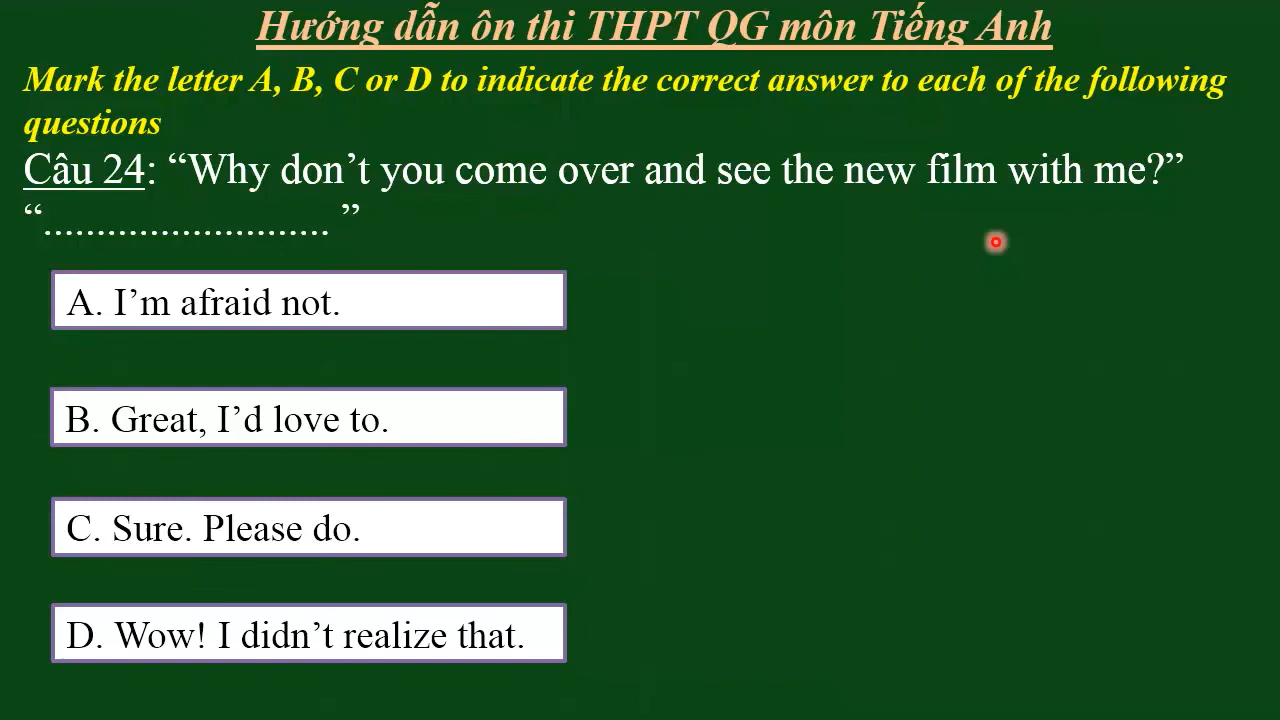 Hướng dẫn ôn thi THPT QG môn Tiếng Anh
Mark the letter A, B, C or D to indicate the correct answer to each of the following
questions
Câu 24: “Why don’t you come over and see the new film with me?”
“........................... ”
A. I’m afraid not.
B. Great, I’d love to.
C. Sure. Please do.
D. Wow! I didn’t realize that.